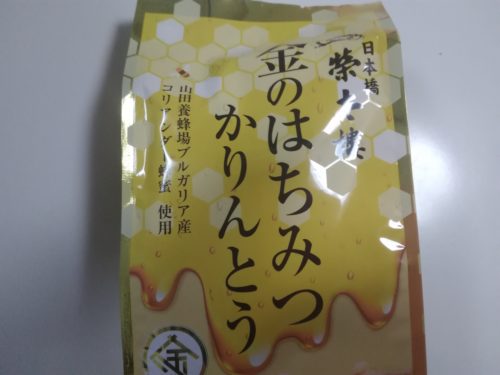 日本橋
榮太樓
金のはちみつ
かりんとう
山田養蜂場ブルガリア産
コリアンダー蜂蜜 使用
金